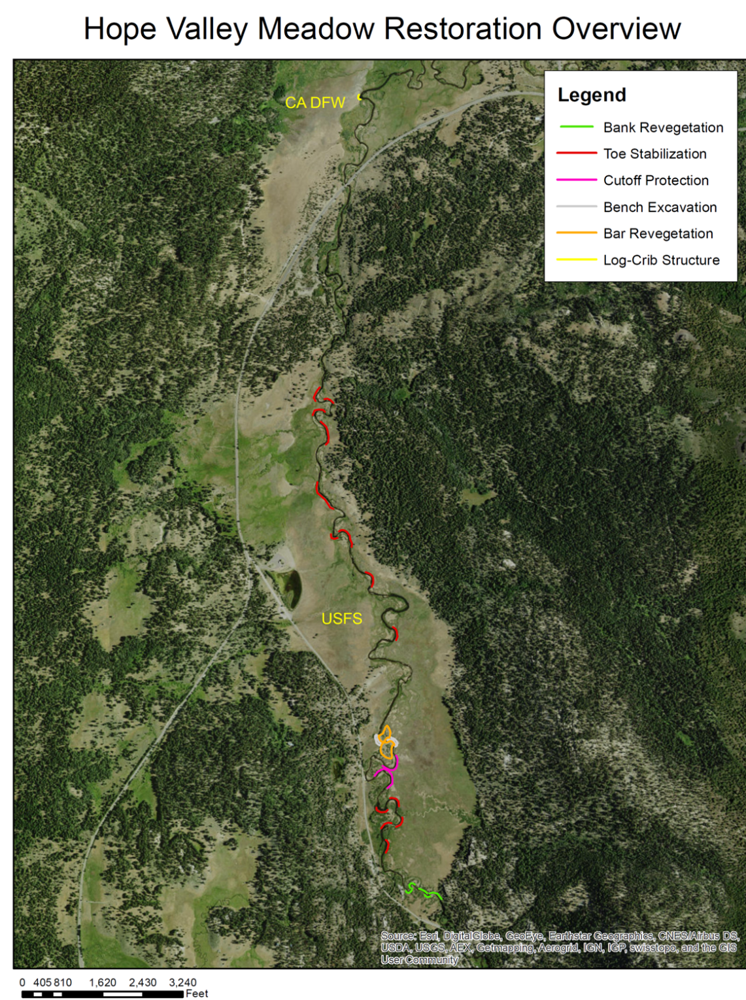 Hope Valley Meadow Restoration Overview
CA DFW
Legend
Bank Revegetation
Toe Stabilization
Cutoff Protection
Bench Excavation
Bar Revegetation
Log-Crib Structure
USFS
Source: Esri, DigitalGlobe, GeoEye, Earthstar Geographics, CNES/Airbus DS,
USDA, USGS, AEX, Getmapping, Aerogrid, IGN, IGP, swisstopo, and the GIS
User Community
0 405 810 1,620 2,430 3,240
Feet